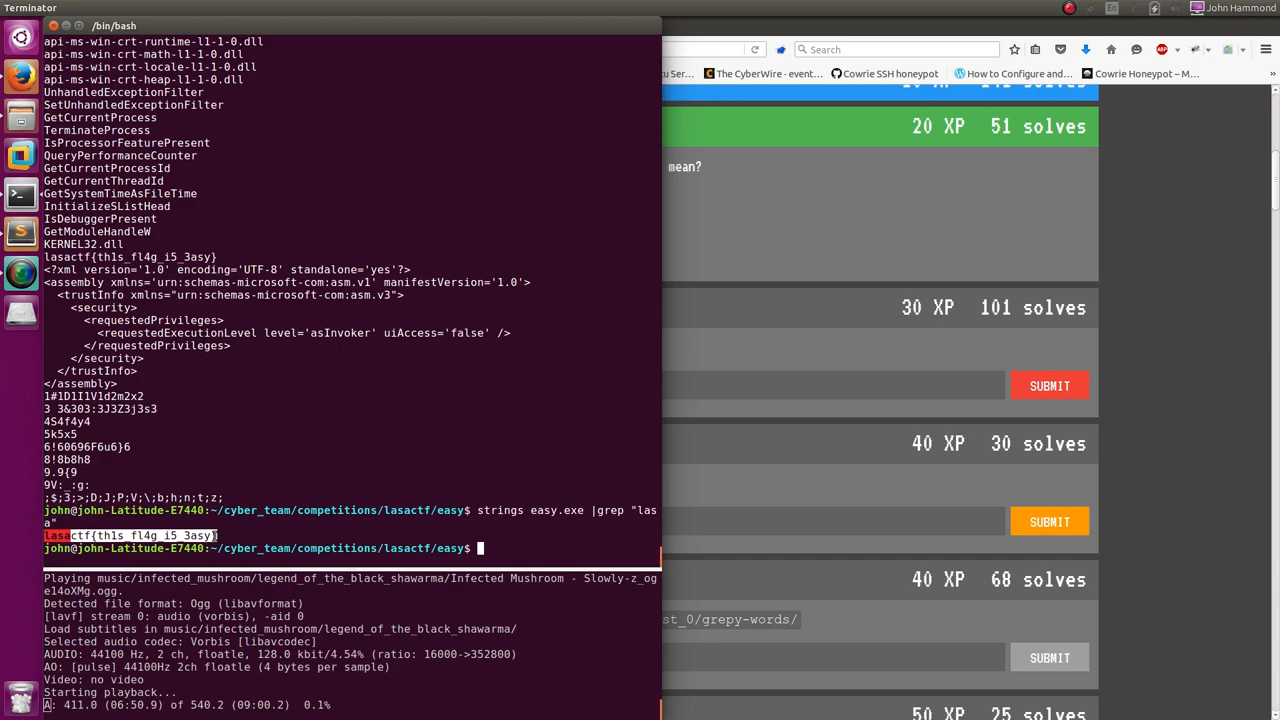 Terminator
En
John Hammond
/bin/bash
api-ms-win-crt-runtime-l1-1-0.dll
api-ms-win-crt-math-l1-1-0.dll
api-ms-win-crt-locale-l1-1-0.dll
api-ms-win-crt-heap-l1-1-0.dll
UnhandledExceptionFilter
SetUnhandledExceptionFilter
GetCurrentProcess
TerminateProcess
IsProcessorFeaturePresent
QueryPerformanceCounter
GetCurrentProcessId
GetCurrentThreadId
GetSystemTimeAsFileTime
InitializeSListHead
IsDebuggerPresent
GetModuleHandleW
KERNEL32.dll
lasactf{th1s_fl4g_i5_3asy}
<?xml version='1.0' encoding='UTF-8' standalone='yes'?>
<assembly xmlns='urn:schemas-microsoft-com:asm.v1' manifestVersion='1.0'>
<trustInfo xmlns="urn:schemas-microsoft-com:asm.v3">
<security>
<requestedPrivileges>
<requestedExecutionLevel level='asInvoker' uiAccess='false' />
</requestedPrivileges>
</security>
</trustInfo>
</assembly>
1#1D1I1V1d2m2x2
3 3&303:3J3Z3j3s3
4S4f4y4
5k5x5
6!60696F6u6}6
8!8b8h8
9.9{9
9V:_:g:
;$;3;>;D;J;P;V;\;b;h;n;t;z;
john@john-Latitude-E7440:~/cyber_team/competitions/lasactf/easy$ strings easy.exe |grep "las
a"
lasactf{th1s_fl4g_i5_3asy}
john@john-Latitude-E7440:~/cyber_team/competitions/lasactf/easy$
Playing music/infected_mushroom/legend_of_the_black_shawarma/Infected Mushroom - Slowly-z_og
e14oXMg.ogg.
Detected file format: Ogg (libavformat)
[lavf] stream 0: audio (vorbis), -aid 0
Load subtitles in music/infected_mushroom/legend_of_the_black_shawarma/
Selected audio codec: Vorbis [libavcodec]
AUDIO: 44100 Hz, 2 ch, floatle, 128.0 kbit/4.54% (ratio: 16000->352800)
AO: [pulse] 44100Hz 2ch floatle (4 bytes per sample)
Video: no video
Starting playback...
A: 411.0 (06:50.9) of 540.2 (09:00.2) 0.1%
Search
ABP
ku Ser...
The CyberWire - event...
Cowrie SSH honeypot
How to Configure and...
Cowrie Honeypot – M...
20 XP 51 solves
mean?
30 XP 101 solves
SUBMIT
40 XP 30 solves
SUBMIT
40 XP 68 solves
st_0/grepy-words/
SUBMIT
50 XP 25 solves